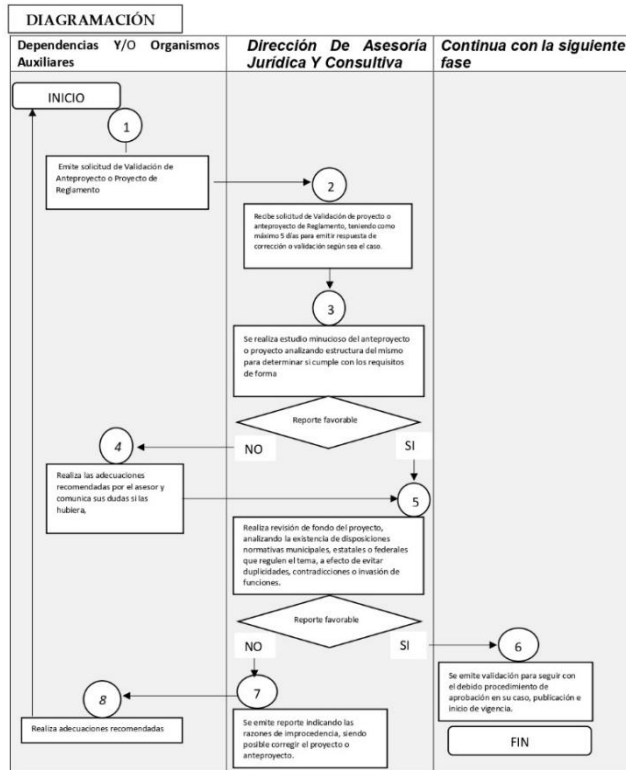 DIAGRAMACIÓN
Dependencias Y/O Organismos
Auxiliares
Dirección De Asesoría
Jurídica Y Consultiva
Continua con la siguiente
fase
INICIO
1
Emite solicitud de Validación de
Anteproyecto o Proyecto de
Reglamento
2
Recibe solicitud de Validación de proyecto o
anteproyecto de Reglamento, teniendo como
máximo 5 días para emitir respuesta de
corrección o validación según sea el caso.
3
Se realiza estudio minucioso del anteproyecto
o proyecto analizando estructura del mismo
para determinar si cumple con los requisitos
de forma
Reporte favorable
NO
SI
4
Realiza las adecuaciones
recomendadas por el asesor y
comunica sus dudas si las
hubiera,
5
Realiza revisión de fondo del proyecto,
analizando la existencia de disposiciones
normativas municipales, estatales o federales
que regulen el tema, a efecto de evitar
duplicidades, contradicciones o invasión de
funciones.
Reporte favorable
NO
SI
6
Se emite validación para seguir con
el debido procedimiento de
aprobación en su caso, publicación e
inicio de vigencia.
FIN
7
Se emite reporte indicando las
razones de improcedencia, siendo
posible corregir el proyecto o
anteproyecto.
8
Realiza adecuaciones recomendadas